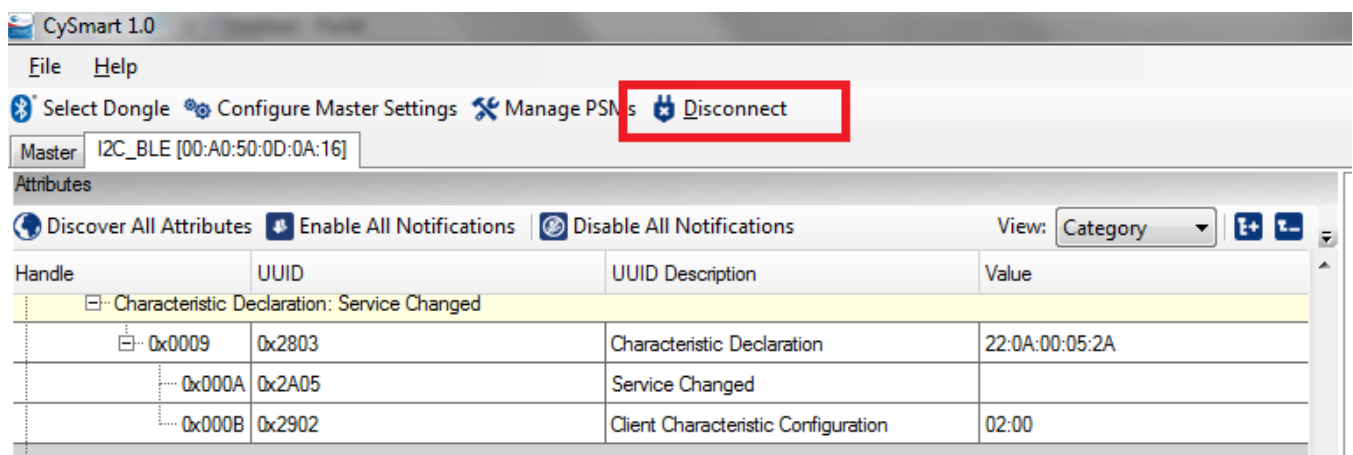 CySmart 1.0
File Help
Select Dongle Configure Master Settings Manage PSMs Disconnect
Master I2C_BLE [00:A0:50:0D:0A:16]
Attributes
Discover All Attributes Enable All Notifications Disable All Notifications View: Category
Handle UUID UUID Description Value
Characteristic Declaration: Service Changed
0x0009 0x2803 Characteristic Declaration 22:0A:00:05:2A
0x000A 0x2A05 Service Changed
0x000B 0x2902 Client Characteristic Configuration 02:00